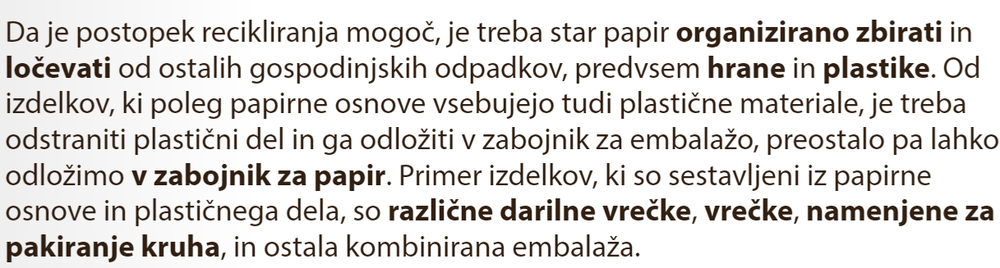 Da je postopek recikliranja mogoč, je treba star papir organizirano zbirati in
ločevati od ostalih gospodinjskih odpadkov, predvsem hrane in plastike. Od
izdelkov, ki poleg papirne osnove vsebujejo tudi plastične materiale, je treba
odstraniti plastični del in ga odložiti v zabojnik za embalažo, preostalo pa lahko
odložimo v zabojnik za papir. Primer izdelkov, ki so sestavljeni iz papirne
osnove in plastičnega dela, so različne darilne vrečke, vrečke, namenjene za
pakiranje kruha, in ostala kombinirana embalaža.